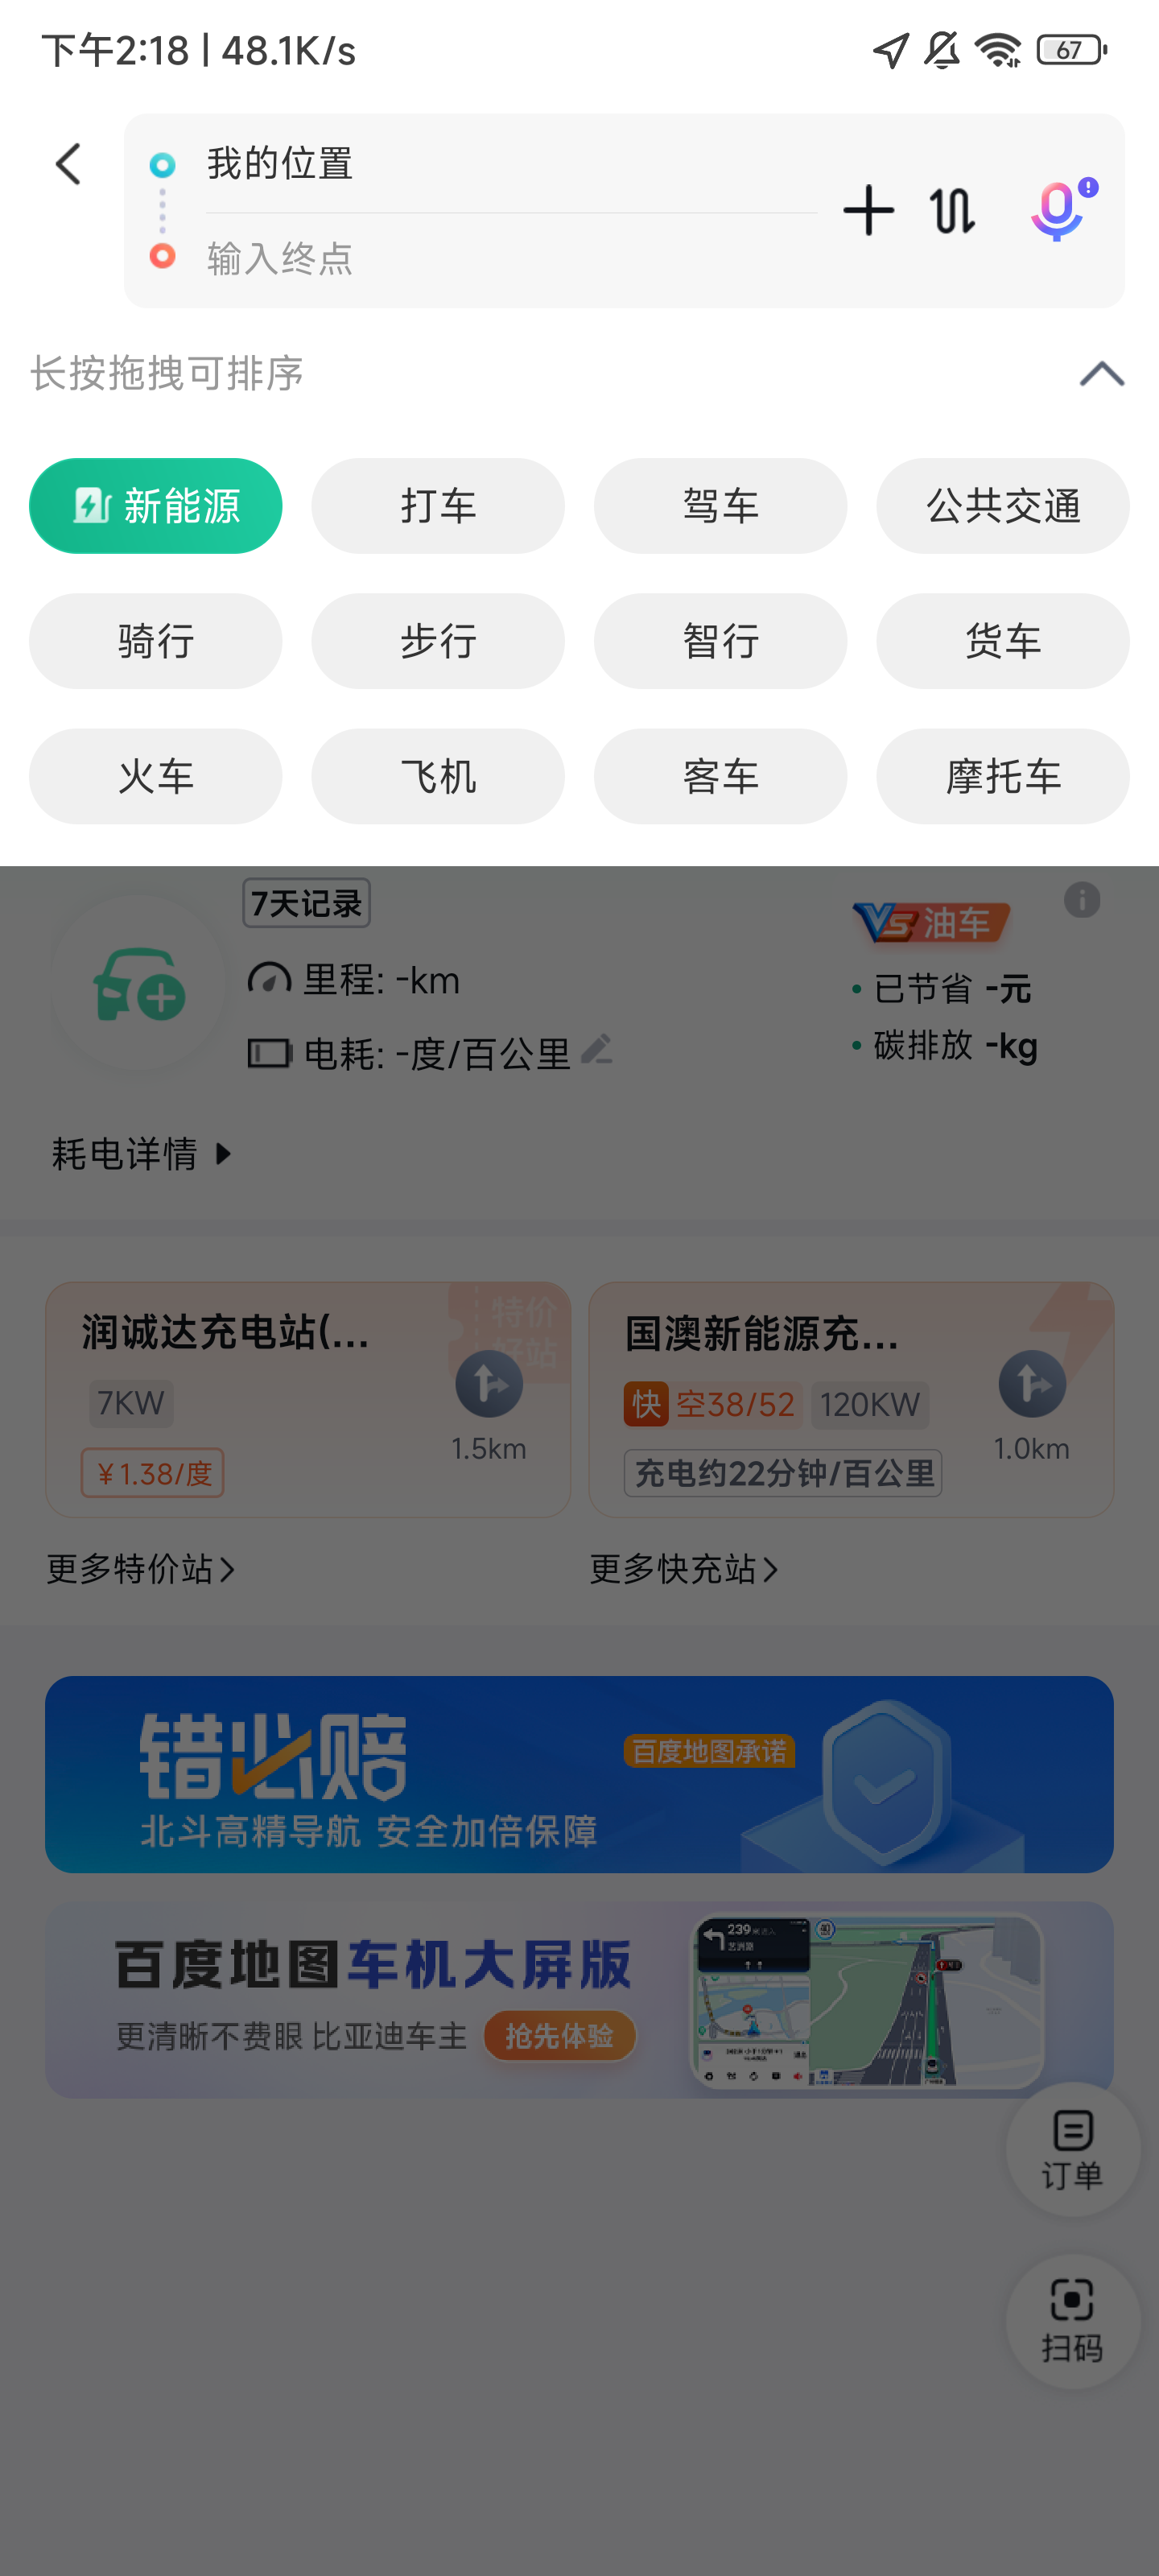 下午2:18 | 48.1K/s
67
我的位置
输入终点
长按拖拽可排序
新能源
打车
驾车
公共交通
骑行
步行
智行
货车
火车
飞机
客车
摩托车
7天记录
里程: -km
电耗: -度/百公里
VS 油车
已节省 -元
碳排放 -kg
耗电详情
润诚达充电站(...
特价
好站
7KW
¥1.38/度
1.5km
国澳新能源充...
快 空38/52 120KW
充电约22分钟/百公里
1.0km
更多特价站
更多快充站
错必赔
百度地图承诺
北斗高精导航 安全加倍保障
百度地图车机大屏版
更清晰不费眼 比亚迪车主 抢先体验
239
订单
扫码